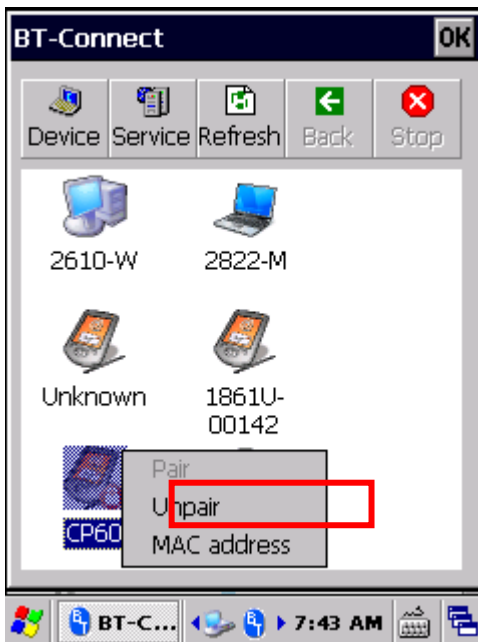 BT-Connect OK
Device Service Refresh Back Stop
2610-W 2822-M
Unknown 1861U-
00142
Pair
Unpair
CP60
MAC address
BT-C... 7:43 AM